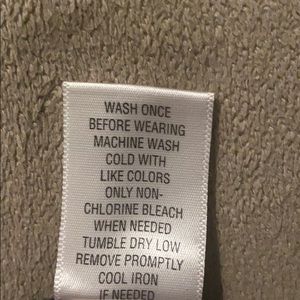 WASH ONCE
BEFORE WEARING
MACHINE WASH
COLD WITH
LIKE COLORS
ONLY NON-
CHLORINE BLEACH
WHEN NEEDED
TUMBLE DRY LOW
REMOVE PROMPTLY
COOL IRON
IF NEEDED